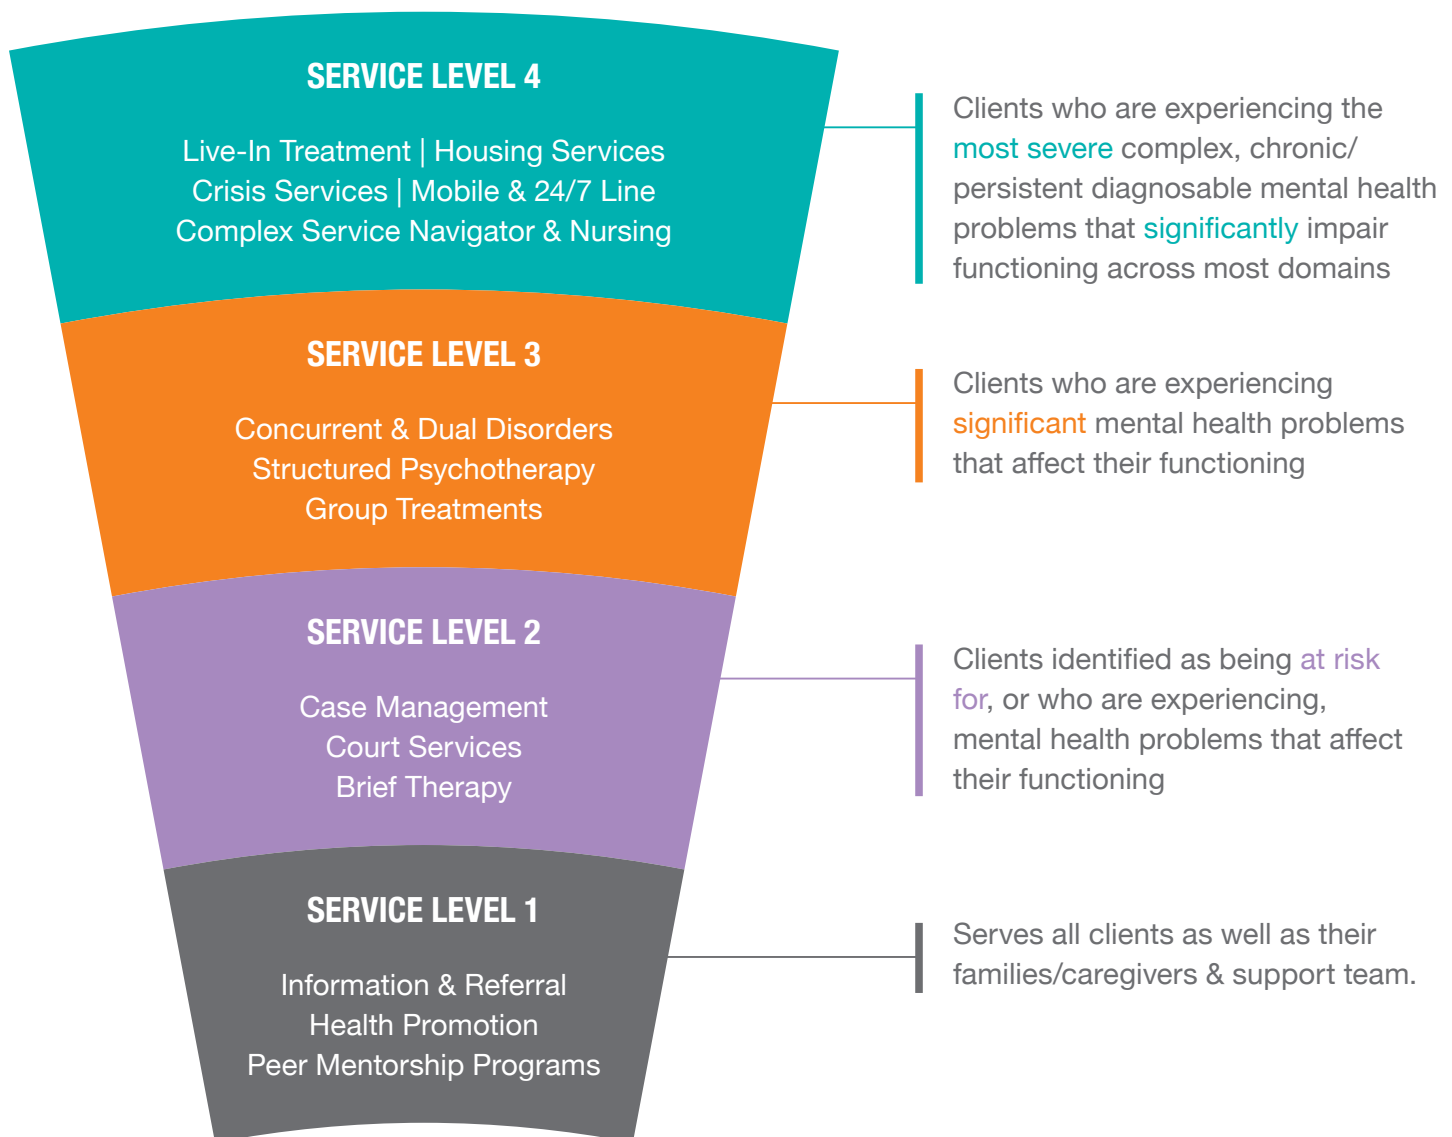 SERVICE LEVEL 4
Live-In Treatment | Housing Services
Crisis Services | Mobile & 24/7 Line
Complex Service Navigator & Nursing
Clients who are experiencing the
most severe complex, chronic/
persistent diagnosable mental health
problems that significantly impair
functioning across most domains
SERVICE LEVEL 3
Concurrent & Dual Disorders
Structured Psychotherapy
Group Treatments
Clients who are experiencing
significant mental health problems
that affect their functioning
SERVICE LEVEL 2
Case Management
Court Services
Brief Therapy
Clients identified as being at risk
for, or who are experiencing,
mental health problems that affect
their functioning
SERVICE LEVEL 1
Information & Referral
Health Promotion
Peer Mentorship Programs
Serves all clients as well as their
families/caregivers & support team.